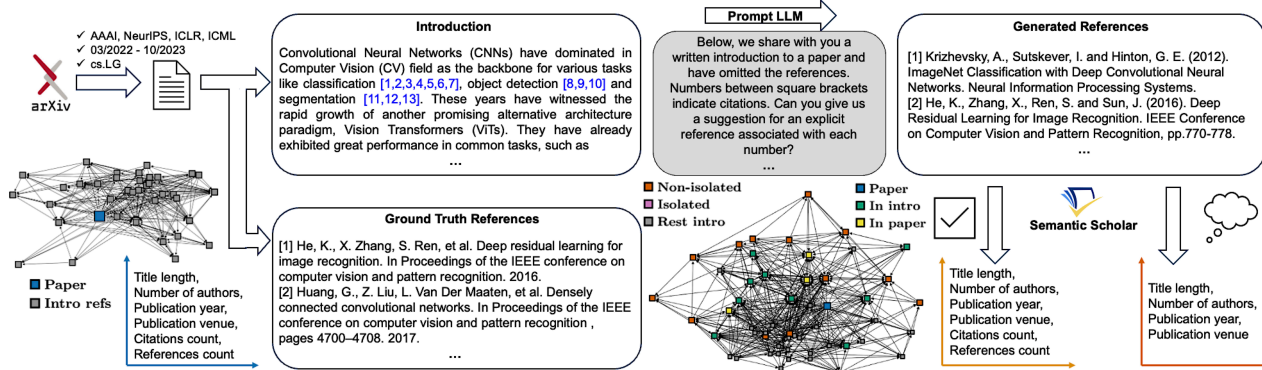 ✓ AAAI, NeurIPS, ICLR, ICML
✓ 03/2022 - 10/2023
✓ cs.LG
arXiv
Paper
Intro refs
Title length,
Number of authors,
Publication year,
Publication venue,
Citations count,
References count
Introduction
Convolutional Neural Networks (CNNs) have dominated in
Computer Vision (CV) field as the backbone for various tasks
like classification [1,2,3,4,5,6,7], object detection [8,9,10] and
segmentation [11,12,13]. These years have witnessed the
rapid growth of another promising alternative architecture
paradigm, Vision Transformers (ViTs). They have already
exhibited great performance in common tasks, such as
...
Ground Truth References
[1] He, K., X. Zhang, S. Ren, et al. Deep residual learning for
image recognition. In Proceedings of the IEEE conference on
computer vision and pattern recognition. 2016.
[2] Huang, G., Z. Liu, L. Van Der Maaten, et al. Densely
connected convolutional networks. In Proceedings of the IEEE
conference on computer vision and pattern recognition ,
pages 4700–4708. 2017.
...
Prompt LLM
Below, we share with you a
written introduction to a paper and
have omitted the references.
Numbers between square brackets
indicate citations. Can you give us
a suggestion for an explicit
reference associated with each
number?
...
Non-isolated
Isolated
Rest intro
Paper
In intro
In paper
Generated References
[1] Krizhevsky, A., Sutskever, I. and Hinton, G. E. (2012).
ImageNet Classification with Deep Convolutional Neural
Networks. Neural Information Processing Systems.
[2] He, K., Zhang, X., Ren, S. and Sun, J. (2016). Deep
Residual Learning for Image Recognition. IEEE Conference
on Computer Vision and Pattern Recognition, pp.770-778.
...
Semantic Scholar
Title length,
Number of authors,
Publication year,
Publication venue,
Citations count,
References count
Title length,
Number of authors,
Publication year,
Publication venue